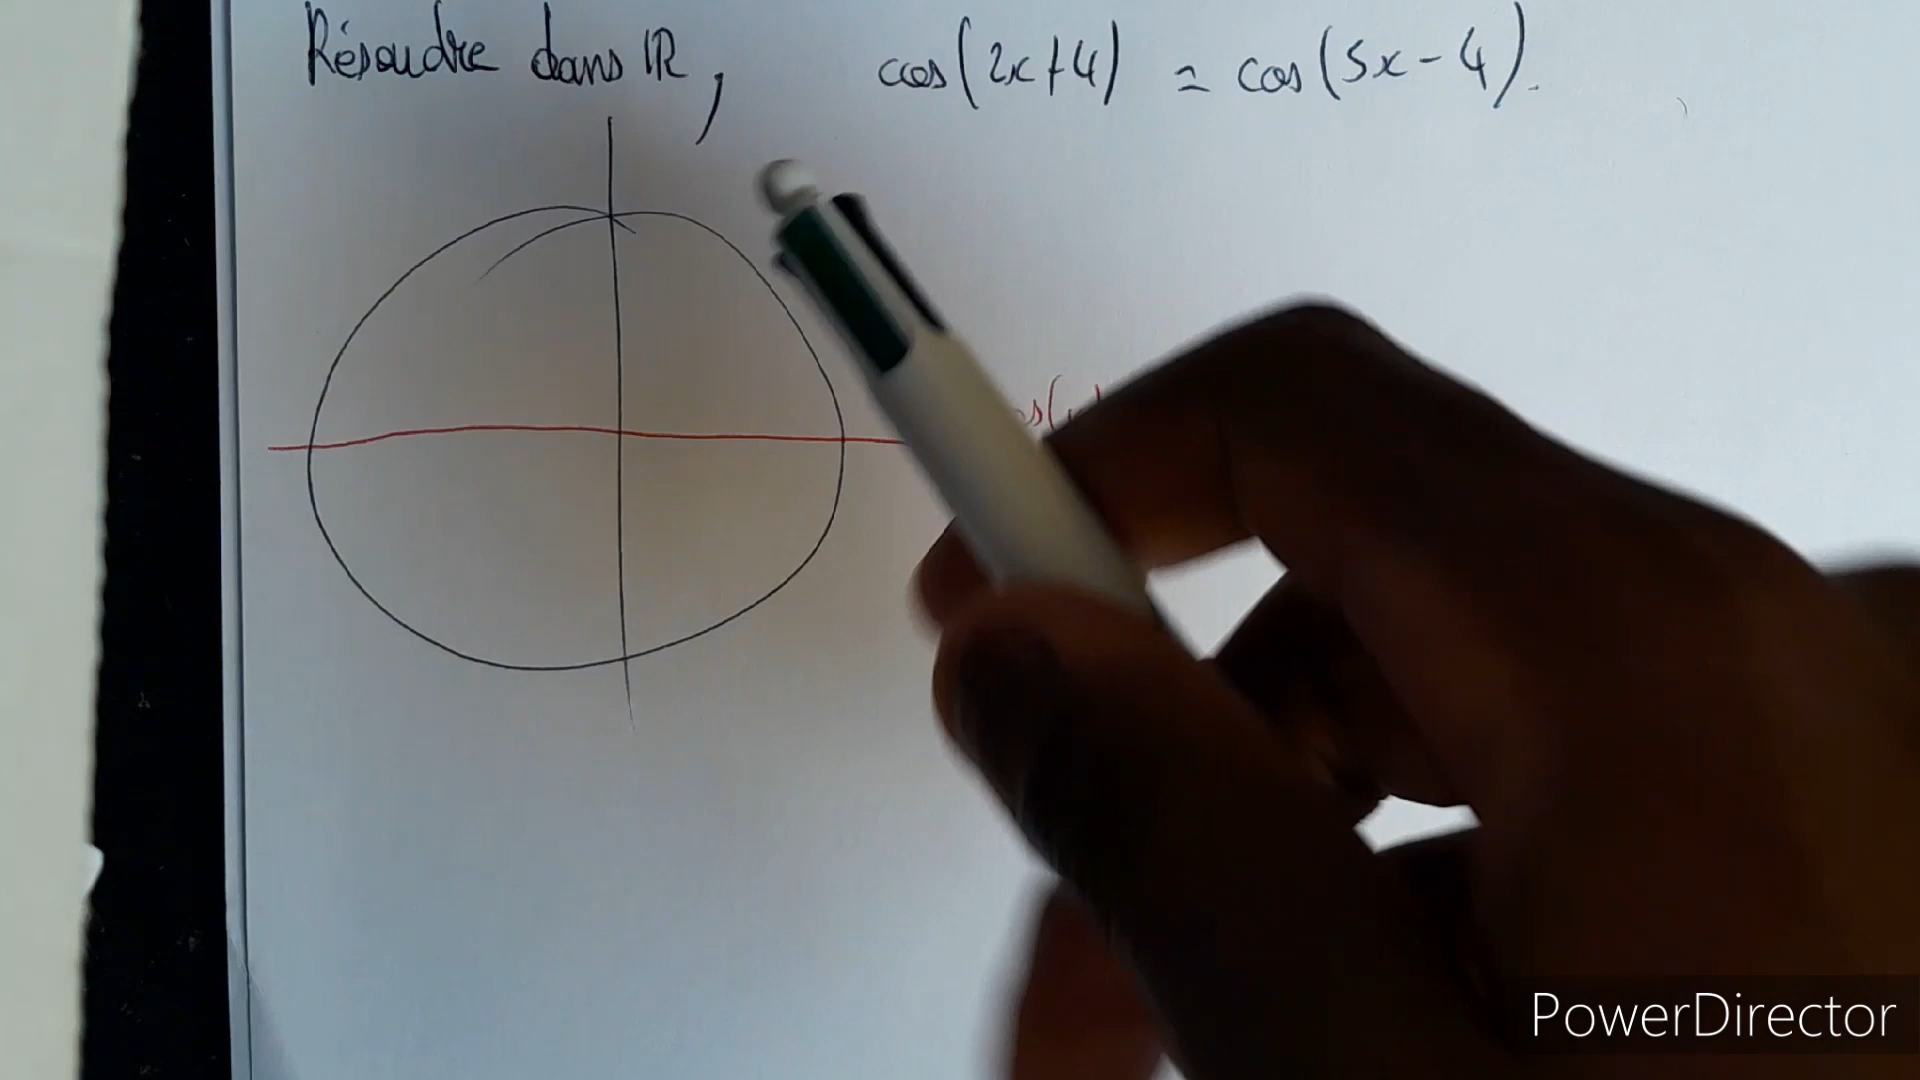 Résoudre dans ℝ, cos(2x+4) = cos(5x-4).
PowerDirector